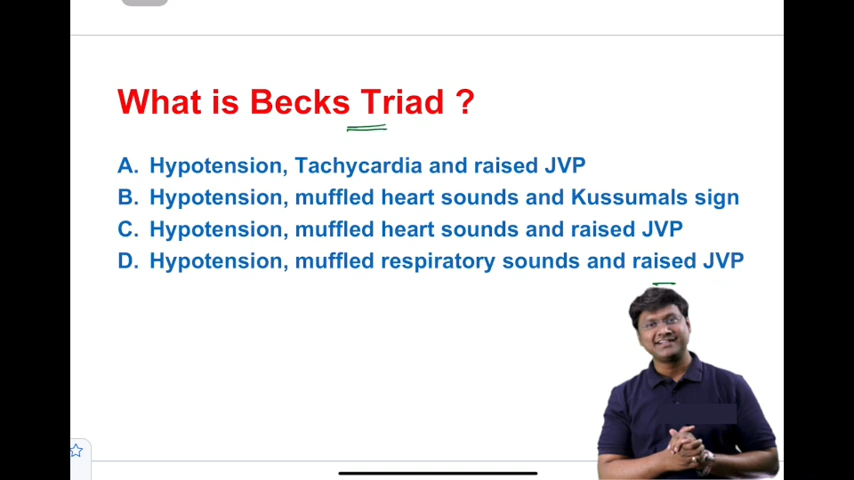 What is Becks Triad ?
A. Hypotension, Tachycardia and raised JVP
B. Hypotension, muffled heart sounds and Kussumals sign
C. Hypotension, muffled heart sounds and raised JVP
D. Hypotension, muffled respiratory sounds and raised JVP